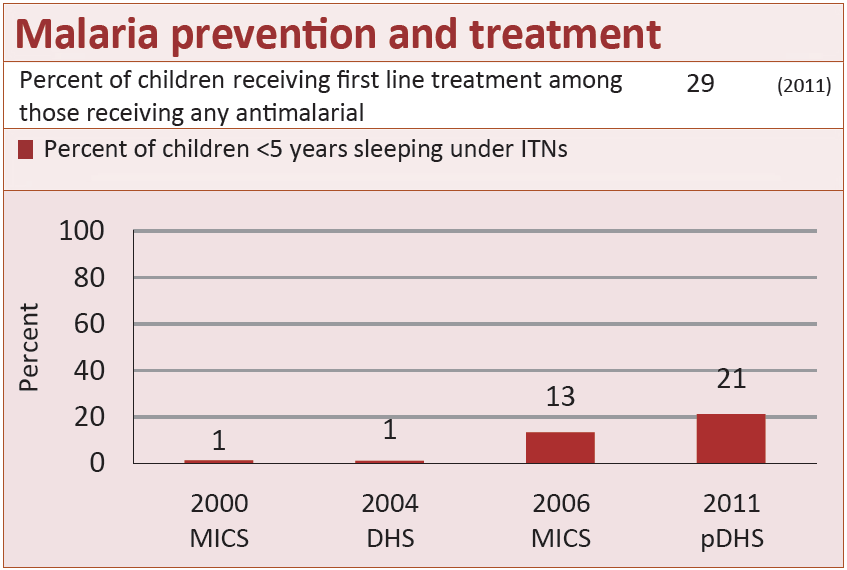 Malaria prevention and treatment
Percent of children receiving first line treatment among 29 (2011)
those receiving any antimalarial
Percent of children <5 years sleeping under ITNs
100
80
60
40
20
0
Percent
1
1
13
21
2000 2004 2006 2011
MICS DHS MICS pDHS